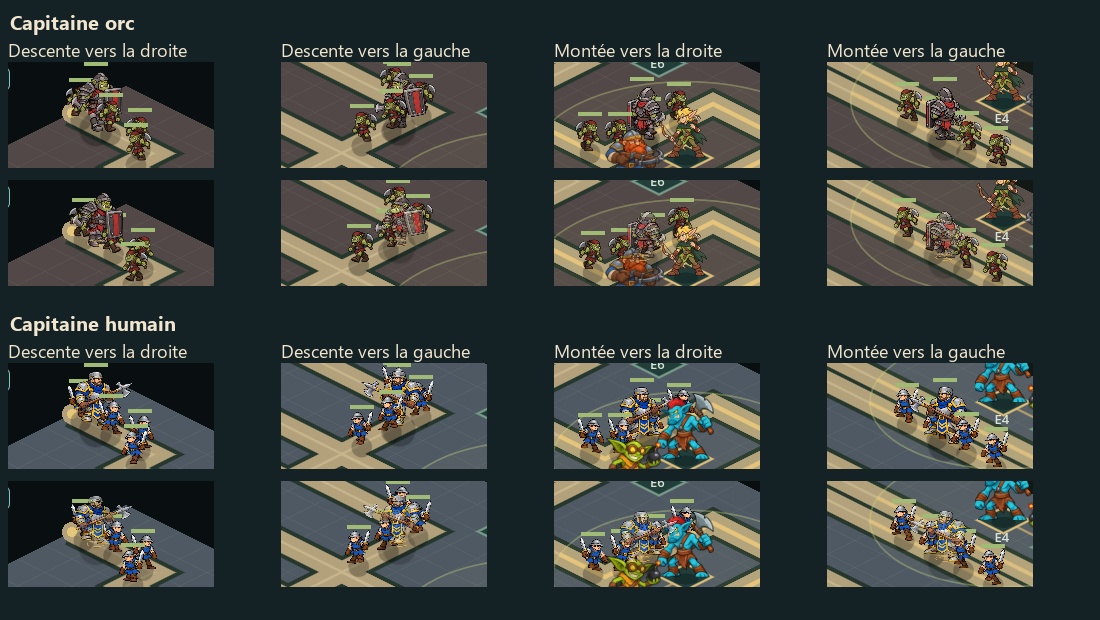 Capitaine orc
Descente vers la droite
Descente vers la gauche
Montée vers la droite
Montée vers la gauche
E6
E4
E6
E4
Capitaine humain
Descente vers la droite
Descente vers la gauche
Montée vers la droite
Montée vers la gauche
E6
E4
E6
E4